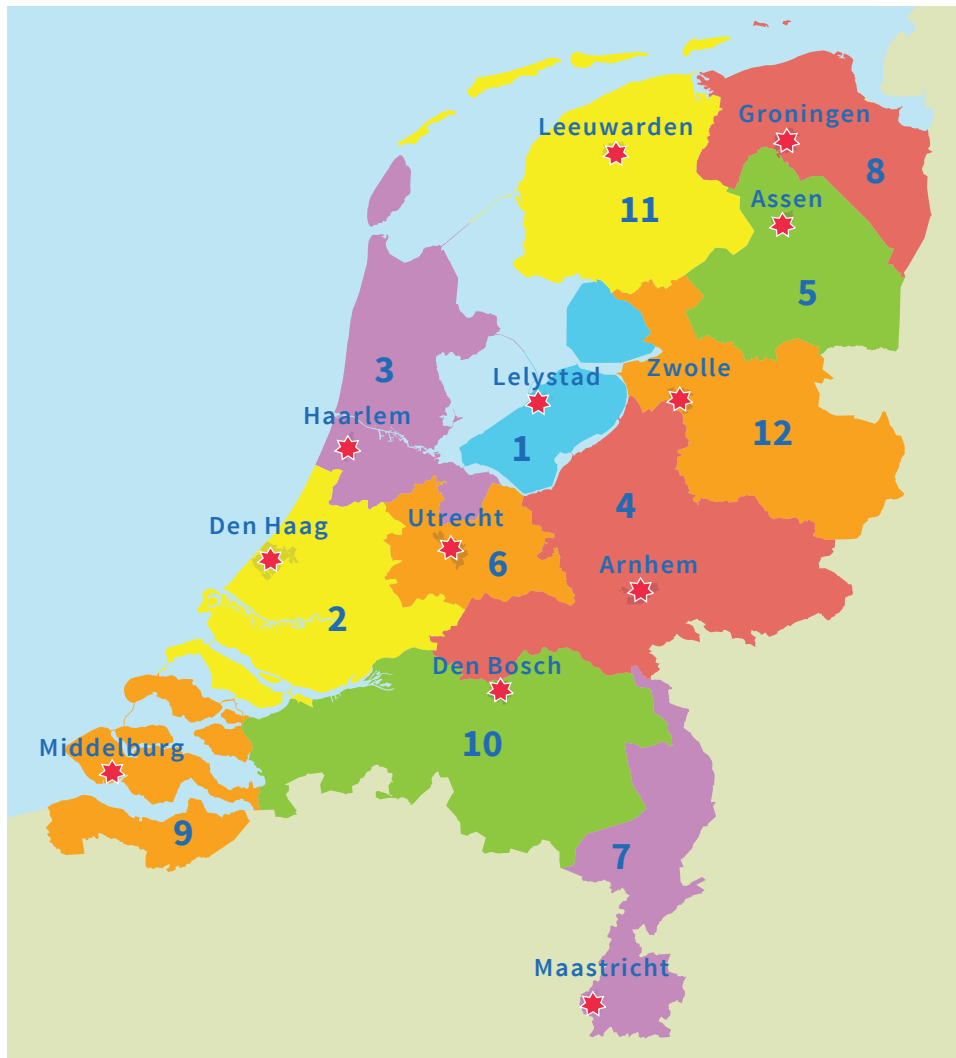 Groningen
Leeuwarden
8
Assen
11
5
3
Zwolle
Lelystad
Haarlem
12
1
4
Utrecht
Den Haag
6
Arnhem
2
Den Bosch
10
Middelburg
9
7
Maastricht